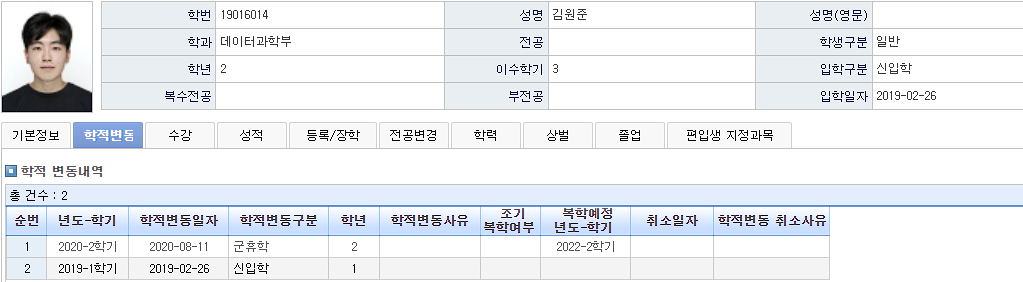 학번 19016014 성명 김원준 성명(영문)
학과 데이터과학부 전공 학생구분 일반
학년 2 이수학기 3 입학구분 신입학
복수전공 부전공 입학일자 2019-02-26
기본정보 학적변동 수강 성적 등록/장학 전공변경 학력 상벌 졸업 편입생 지정과목
학적 변동내역
총 건수 : 2
순번 년도-학기 학적변동일자 학적변동구분 학년 학적변동사유 조기 복학여부 복학예정 년도-학기 취소일자 학적변동 취소사유
1 2020-2학기 2020-08-11 군휴학 2 2022-2학기
2 2019-1학기 2019-02-26 신입학 1